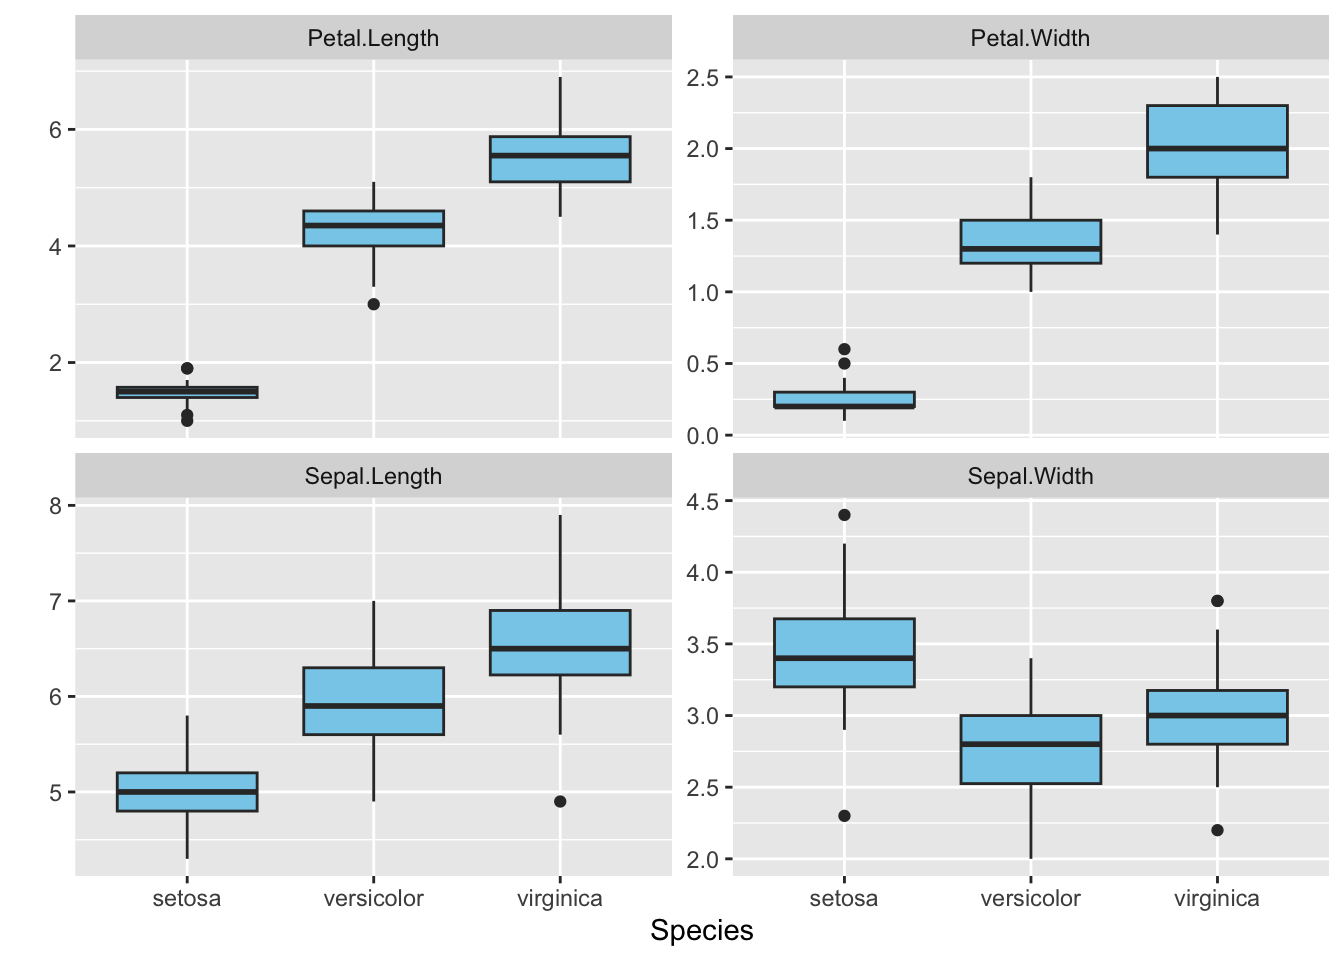 Petal.Length
Petal.Width
6
4
2
2.5
2.0
1.5
1.0
0.5
0.0
Sepal.Length
Sepal.Width
8
7
6
5
4.5
4.0
3.5
3.0
2.5
2.0
setosa versicolor virginica
setosa versicolor virginica
Species